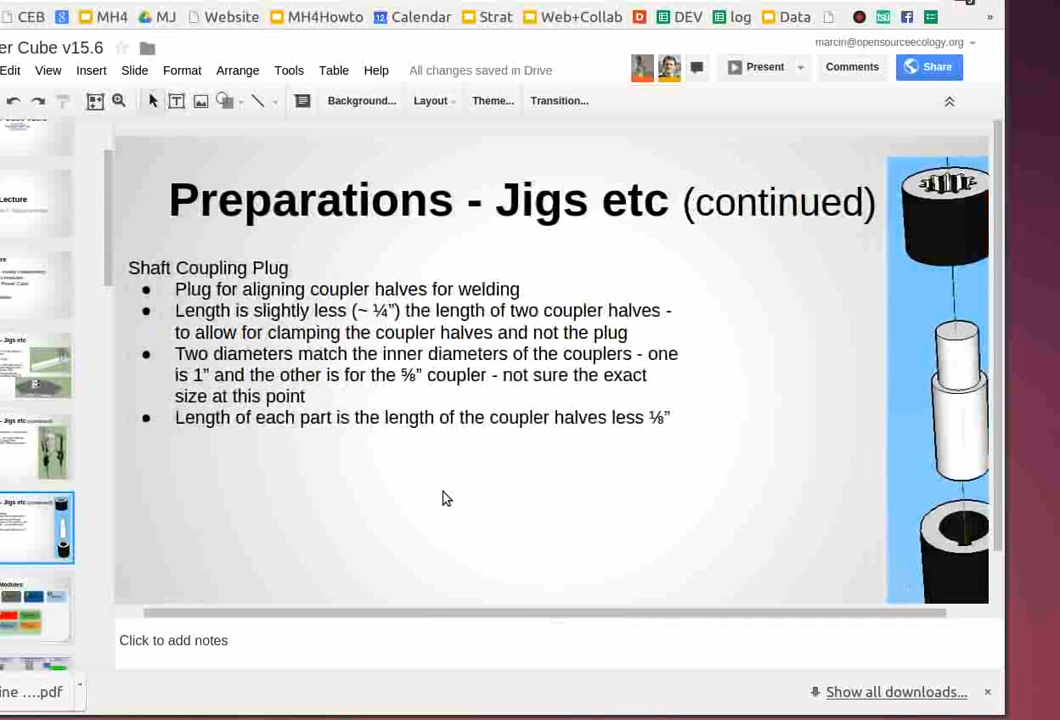 CEB MH4 MJ Website MH4Howto 12 Calendar Strat Web+Collab D DEV log Data »
er Cube v15.6
marcin@opensourceecology.org
Edit View Insert Slide Format Arrange Tools Table Help All changes saved in Drive
Present Comments Share
Background... Layout Theme... Transition...
Lecture
Preparations - Jigs etc (continued)
Shaft Coupling Plug
● Plug for aligning coupler halves for welding
● Length is slightly less (~ ¼”) the length of two coupler halves -
to allow for clamping the coupler halves and not the plug
● Two diameters match the inner diameters of the couplers - one
is 1” and the other is for the ⅝” coupler - not sure the exact
size at this point
● Length of each part is the length of the coupler halves less ⅛”
- Jigs etc
- Jigs etc (continued)
- Jigs etc (continued)
Modules
Click to add notes
ine ....pdf
Show all downloads...